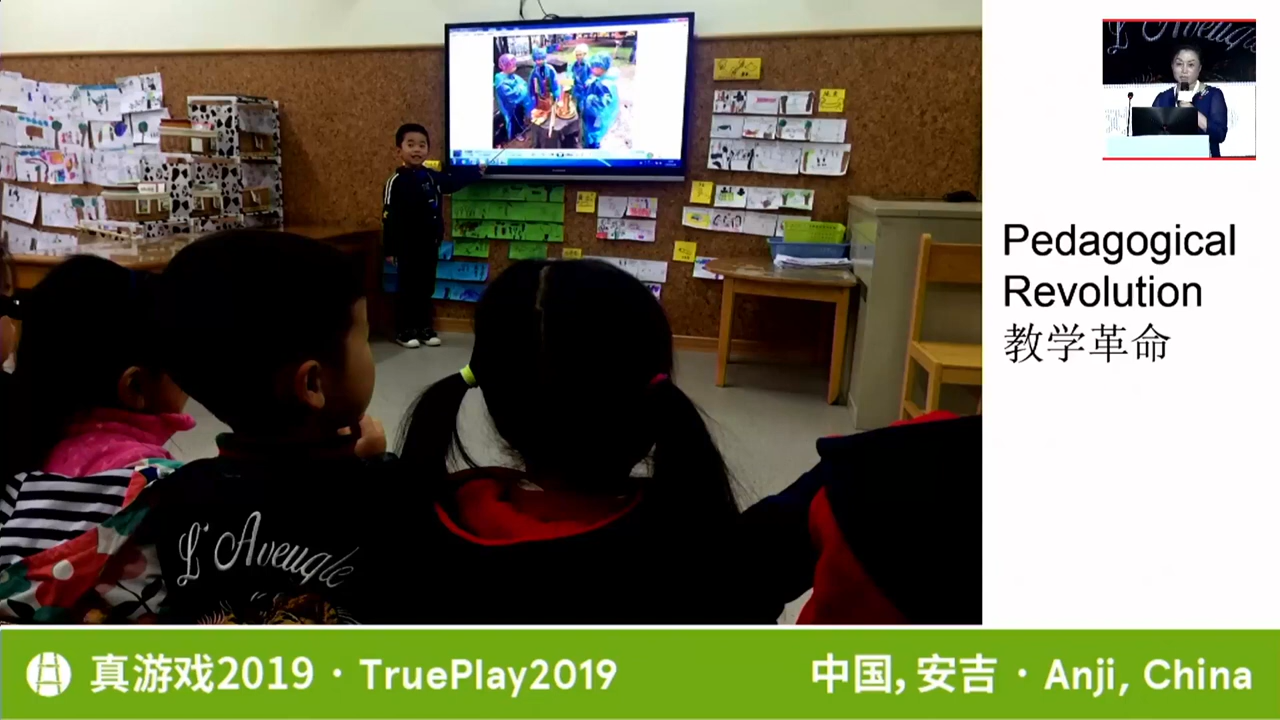 L'Aveugle
Pedagogical
Revolution
教学革命
L'Aveugle
真游戏2019 · TruePlay2019
中国, 安吉 · Anji, China